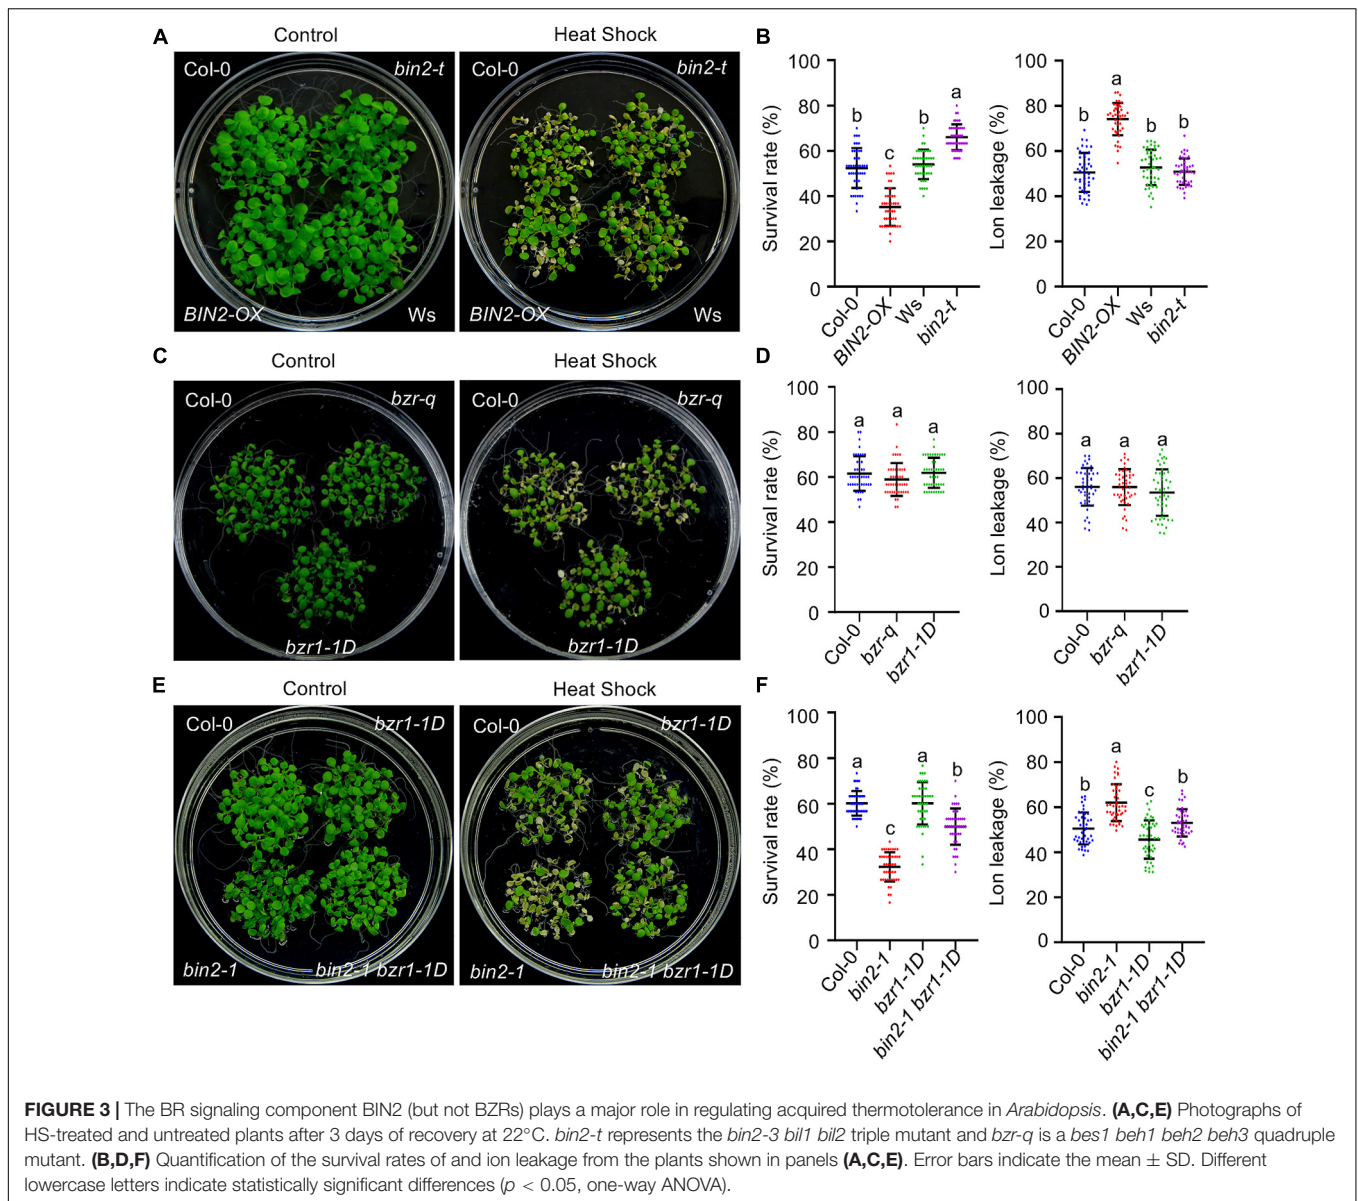 A
Control
Heat Shock
Col-0
bin2-t
Col-0
bin2-t
BIN2-OX
Ws
BIN2-OX
Ws
B
Survival rate (%)
100
80
60
40
20
0
b
c
b
a
Col-0
BIN2-OX
Ws
bin2-t
Lon leakage (%)
100
80
60
40
20
0
b
a
b
b
Col-0
BIN2-OX
Ws
bin2-t
C
Control
Heat Shock
Col-0
bzr-q
Col-0
bzr-q
bzr1-1D
bzr1-1D
D
Survival rate (%)
100
80
60
40
20
0
a
a
a
Col-0
bzr-q
bzr1-1D
Lon leakage (%)
100
80
60
40
20
0
a
a
a
Col-0
bzr-q
bzr1-1D
E
Control
Heat Shock
Col-0
bzr1-1D
Col-0
bzr1-1D
bin2-1
bin2-1 bzr1-1D
bin2-1
bin2-1 bzr1-1D
F
Survival rate (%)
100
80
60
40
20
0
a
c
a
b
Col-0
bin2-1
bzr1-1D
bin2-1 bzr1-1D
Lon leakage (%)
100
80
60
40
20
0
b
a
c
b
Col-0
bin2-1
bzr1-1D
bin2-1 bzr1-1D
FIGURE 3 | The BR signaling component BIN2 (but not BZRs) plays a major role in regulating acquired thermotolerance in Arabidopsis. (A,C,E) Photographs of
HS-treated and untreated plants after 3 days of recovery at 22°C. bin2-t represents the bin2-3 bil1 bil2 triple mutant and bzr-q is a bes1 beh1 beh2 beh3 quadruple
mutant. (B,D,F) Quantification of the survival rates of and ion leakage from the plants shown in panels (A,C,E). Error bars indicate the mean ± SD. Different
lowercase letters indicate statistically significant differences (p < 0.05, one-way ANOVA).